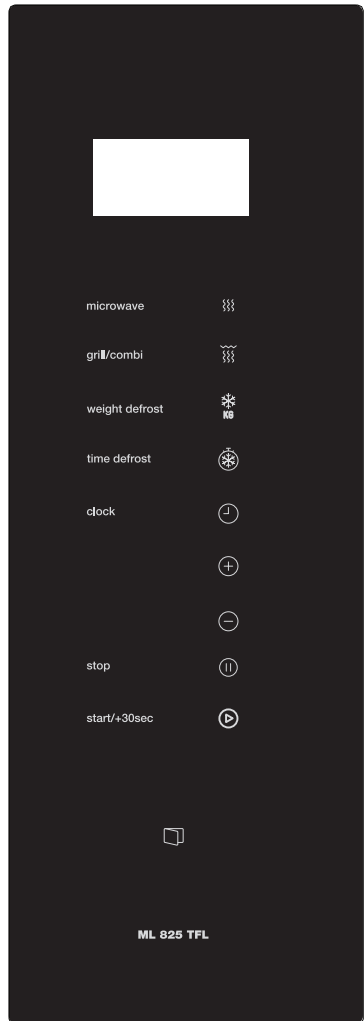 microwave
grill/combi
KG
weight defrost
time defrost
clock
stop
start/+30sec
ML 825 TFL